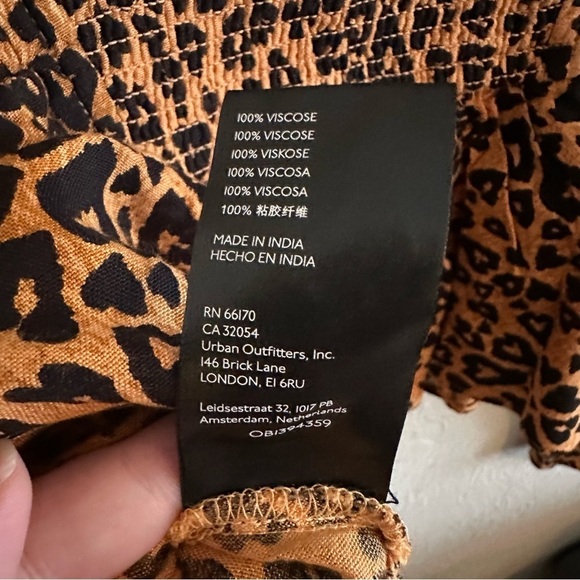 100% VISCOSE
100% VISCOSE
100% VISKOSE
100% VISCOSA
100% VISCOSA
100% 粘胶纤维
MADE IN INDIA
HECHO EN INDIA
RN 66170
CA 32054
Urban Outfitters, Inc.
146 Brick Lane
LONDON, E1 6RU
Leidsestraat 32, 1017 PB
Amsterdam, Netherlands
OB1394359